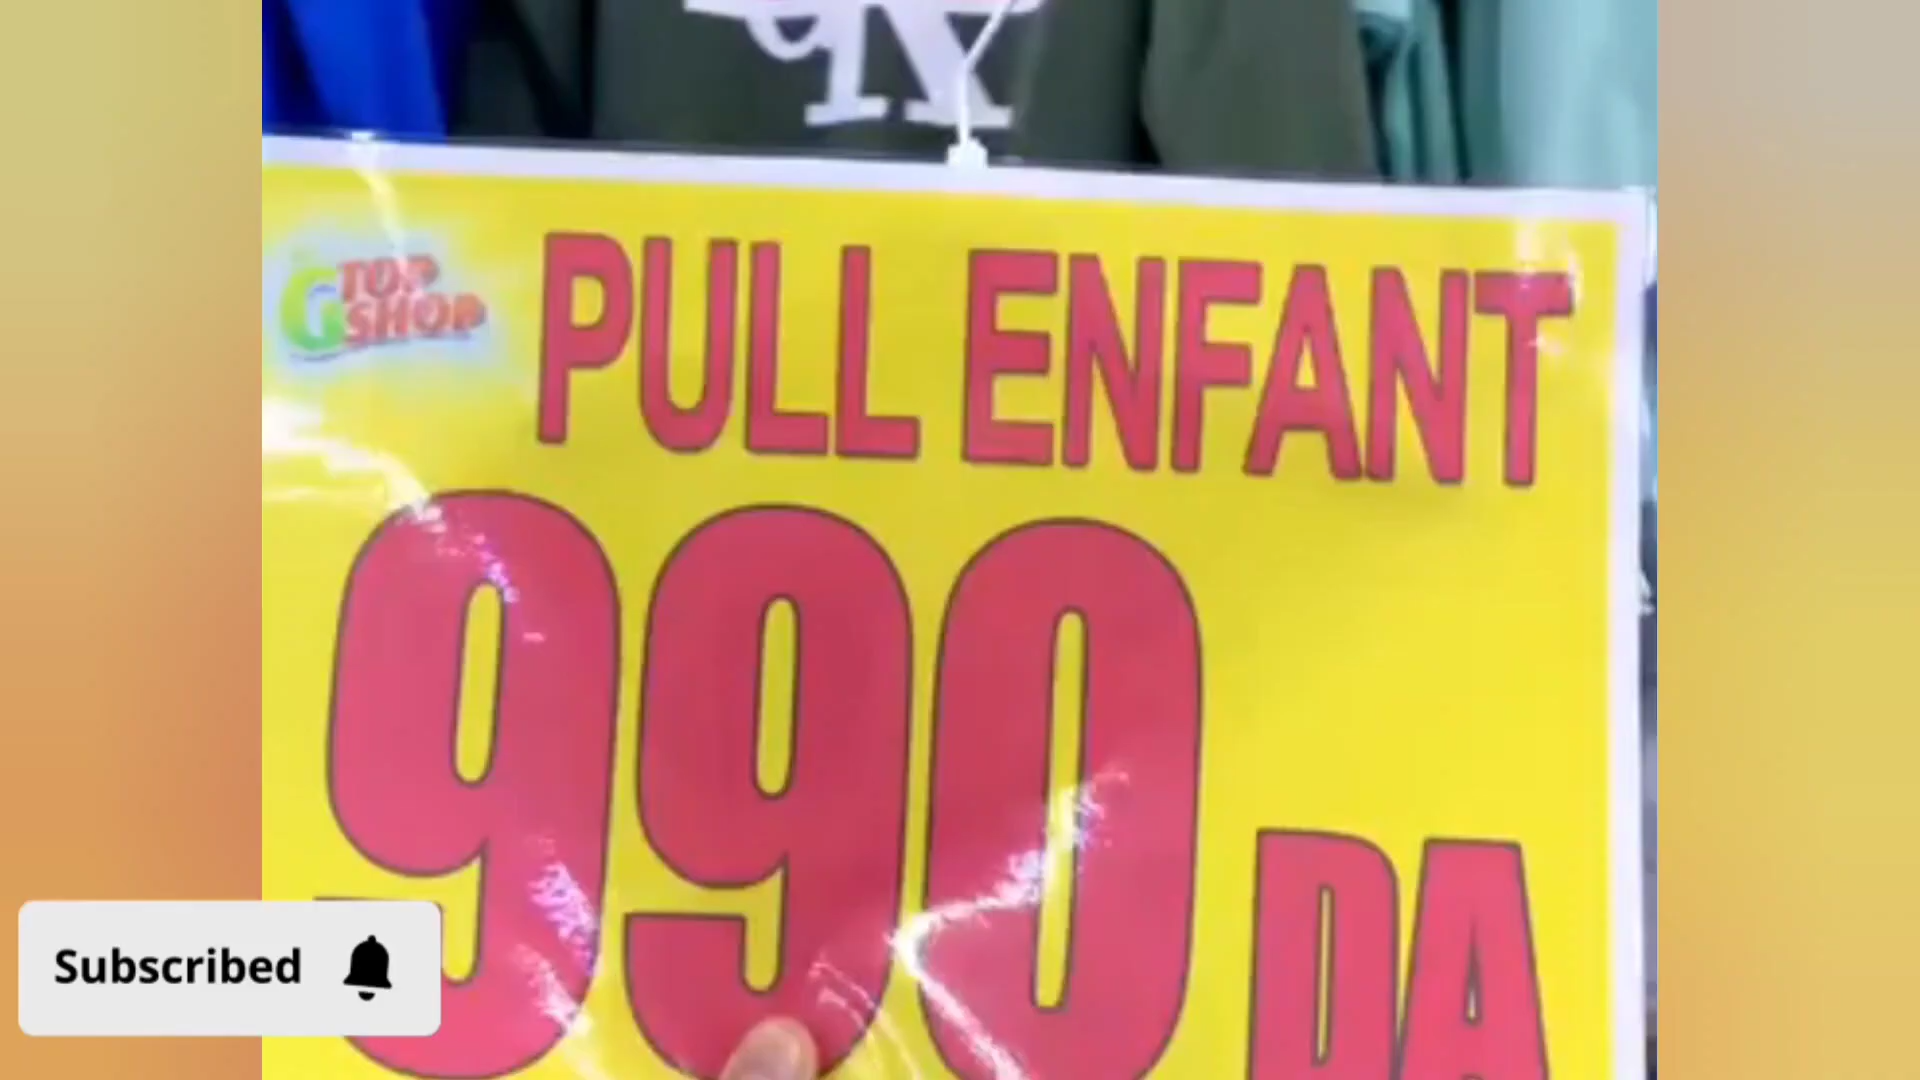 TOP
G SHOP
PULL ENFANT
990 DA
Subscribed